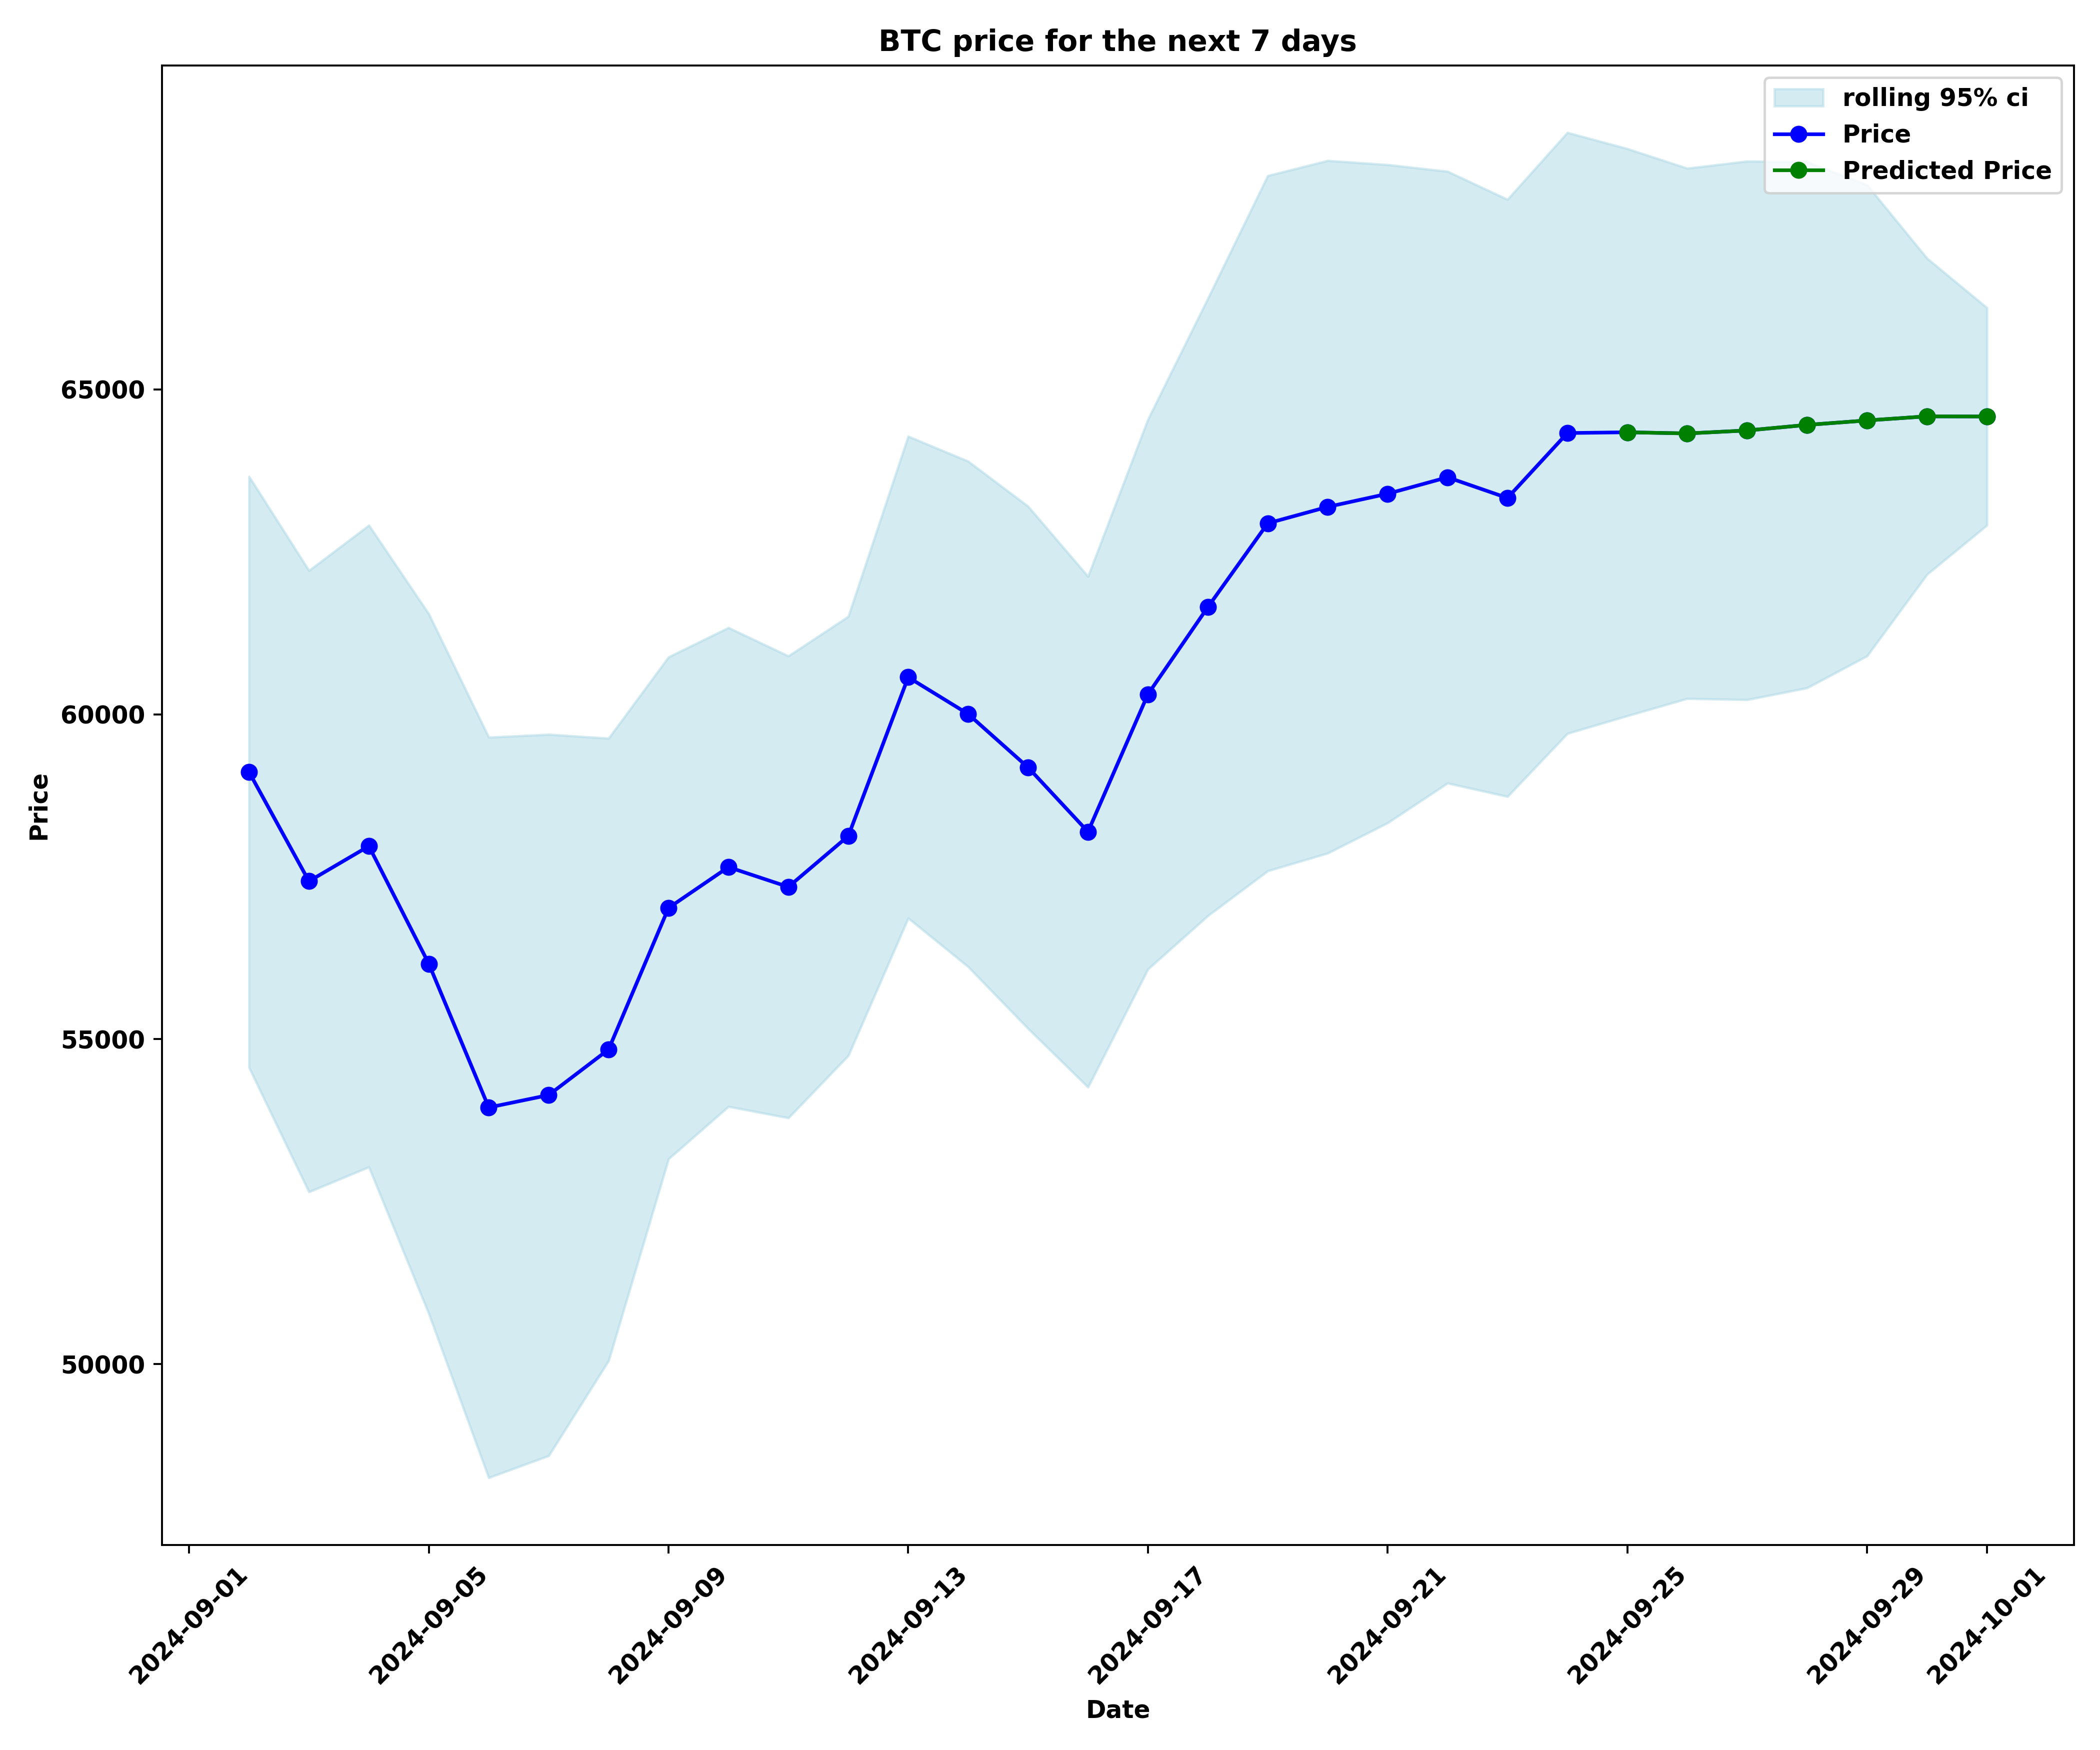 BTC price for the next 7 days
rolling 95% ci
Price
Predicted Price
65000
60000
55000
50000
Price
2024-09-01
2024-09-05
2024-09-09
2024-09-13
2024-09-17
2024-09-21
2024-09-25
2024-09-29
2024-10-01
Date